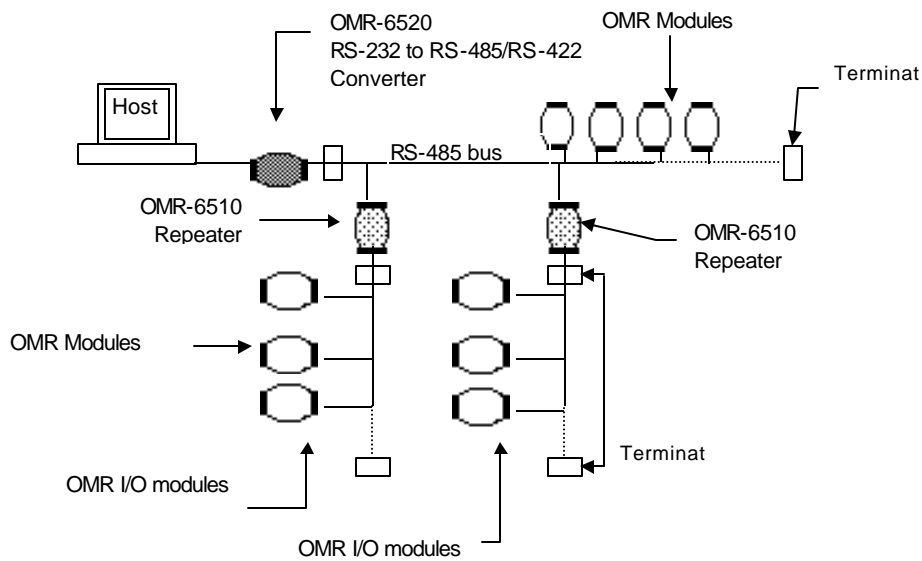 OMR-6520
RS-232 to RS-485/RS-422
Converter
OMR Modules
Terminat
Host
RS-485 bus
OMR-6510
Repeater
OMR-6510
Repeater
OMR Modules
Terminat
OMR I/O modules
OMR I/O modules